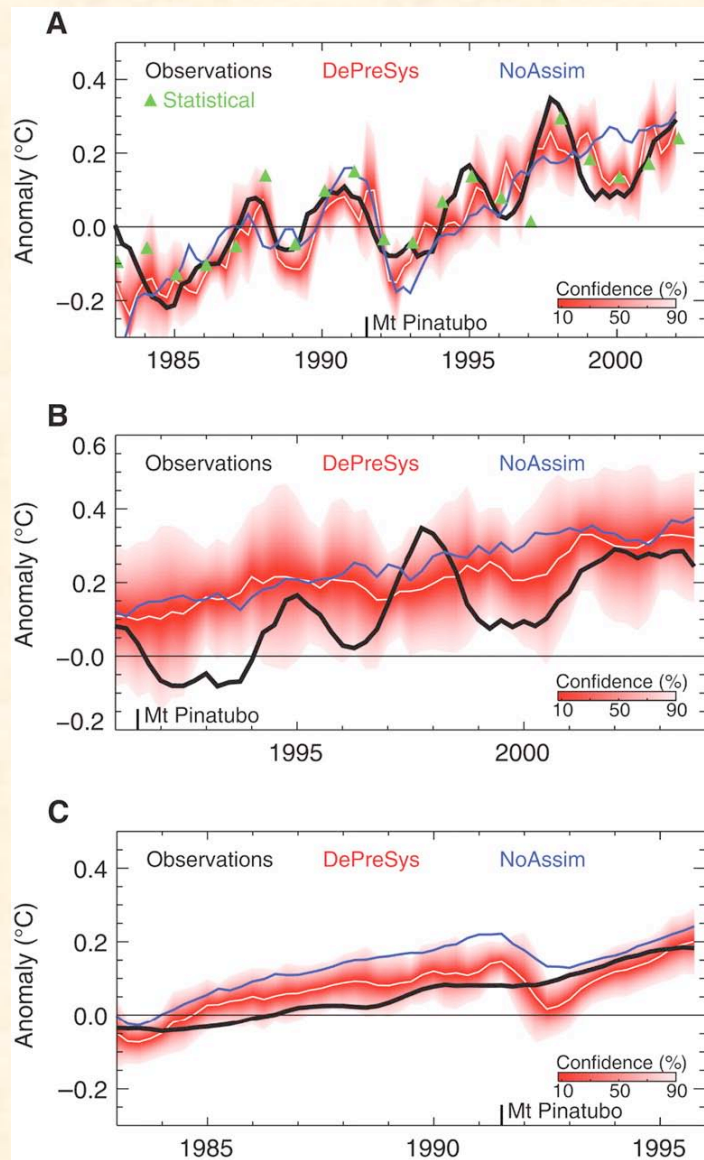 A
Observations DePreSys NoAssim
▲ Statistical
Anomaly (°C)
0.4
0.2
0.0
−0.2
Confidence (%)
10 50 90
Mt Pinatubo
1985 1990 1995 2000
B
Observations DePreSys NoAssim
Anomaly (°C)
0.6
0.4
0.2
−0.0
−0.2
Confidence (%)
10 50 90
Mt Pinatubo
1995 2000
C
Observations DePreSys NoAssim
Anomaly (°C)
0.4
0.2
0.0
−0.2
Confidence (%)
10 50 90
Mt Pinatubo
1985 1990 1995